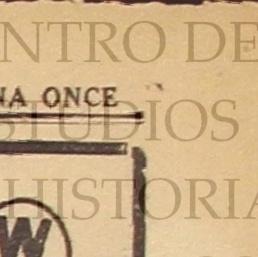 NTRO DE
NA ONCE
STUDIOS
HISTORIA
W